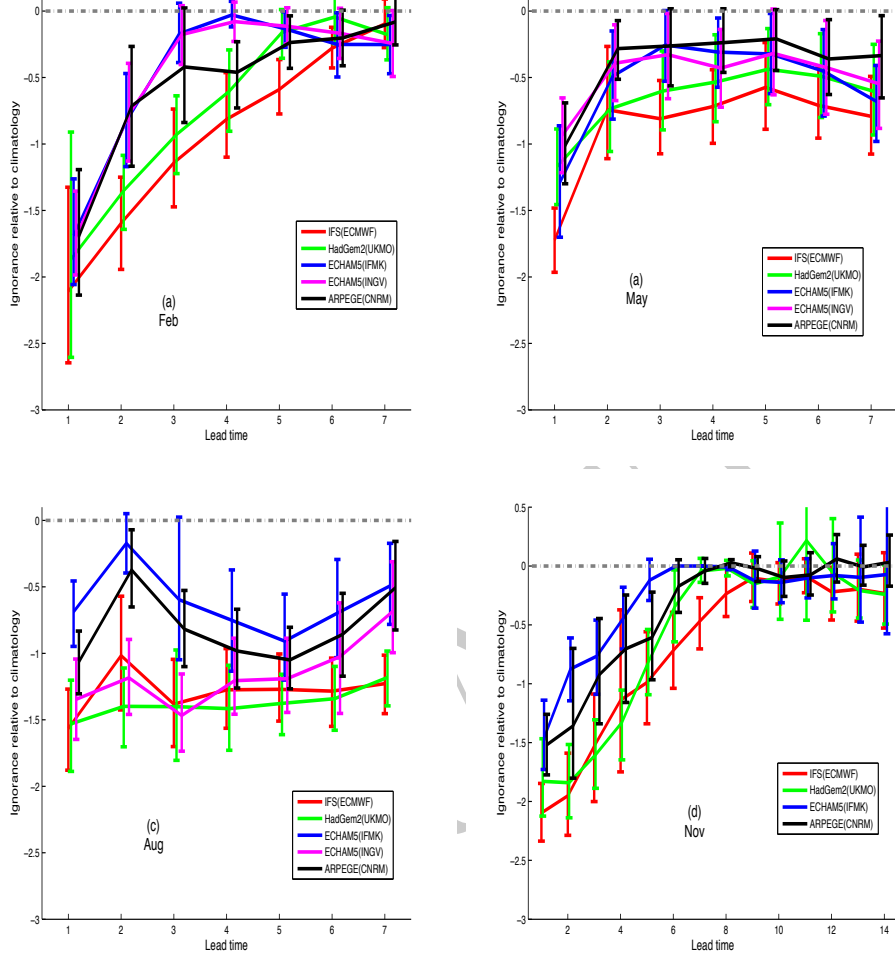 0
−0.5
−1
−1.5
−2
−2.5
−3
Ignorance relative to climatology
1 2 3 4 5 6 7
Lead time
(a)
Feb
IFS(ECMWF)
HadGem2(UKMO)
ECHAM5(IFMK)
ECHAM5(INGV)
ARPEGE(CNRM)
0
−0.5
−1
−1.5
−2
−2.5
−3
Ignorance relative to climatology
1 2 3 4 5 6 7
Lead time
(a)
May
IFS(ECMWF)
HadGem2(UKMO)
ECHAM5(IFMK)
ECHAM5(INGV)
ARPEGE(CNRM)
0
−0.5
−1
−1.5
−2
−2.5
−3
Ignorance relative to climatology
1 2 3 4 5 6 7
Lead time
(c)
Aug
IFS(ECMWF)
HadGem2(UKMO)
ECHAM5(IFMK)
ECHAM5(INGV)
ARPEGE(CNRM)
0.5
0
−0.5
−1
−1.5
−2
−2.5
−3
Ignorance relative to climatology
2 4 6 8 10 12 14
Lead time
(d)
Nov
IFS(ECMWF)
HadGem2(UKMO)
ECHAM5(IFMK)
ARPEGE(CNRM)